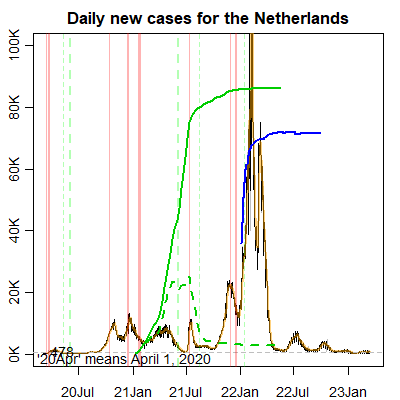 Daily new cases for the Netherlands
100K
80K
60K
40K
20K
0K
478
'20Apr' means April 1, 2020
20Jul 21Jan 21Jul 22Jan 22Jul 23Jan